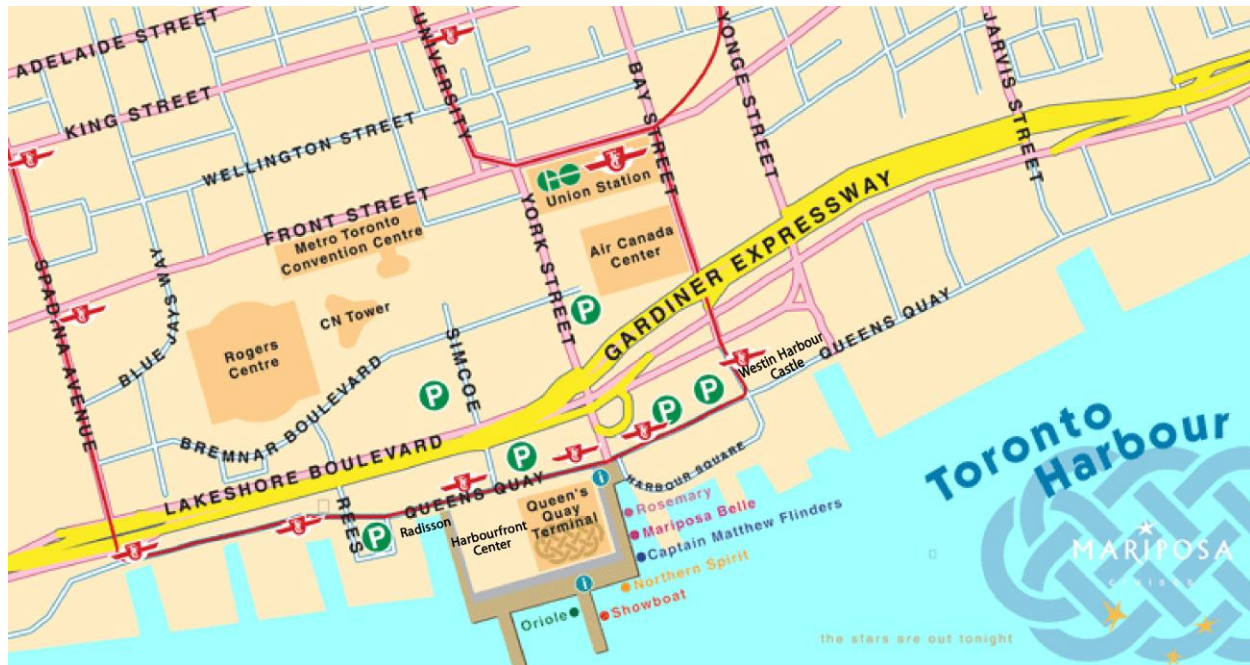 ADELAIDE STREET
KING STREET
WELLINGTON STREET
FRONT STREET
UNIVERSITY
BAY STREET
YONGE STREET
JARVIS STREET
GO
Union Station
Metro Toronto
Convention Centre
Air Canada
Center
YORK STREET
GARDINER EXPRESSWAY
SPADINA AVENUE
BLUE JAYS WAY
CN Tower
Rogers
Centre
SIMCOE
P
P
P
P
P
P
BREMNAR BOULEVARD
LAKESHORE BOULEVARD
Westin Harbour
Castle
QUEENS QUAY
QUEENS QUAY
HARBOUR SQUARE
REES
Radisson
Harbourfront
Center
Queen's
Quay
Terminal
i
i
Rosemary
Mariposa Belle
Captain Matthew Flinders
Northern Spirit
Showboat
Oriole
Toronto
Harbour
MARIPOSA
cruises
the stars are out tonight